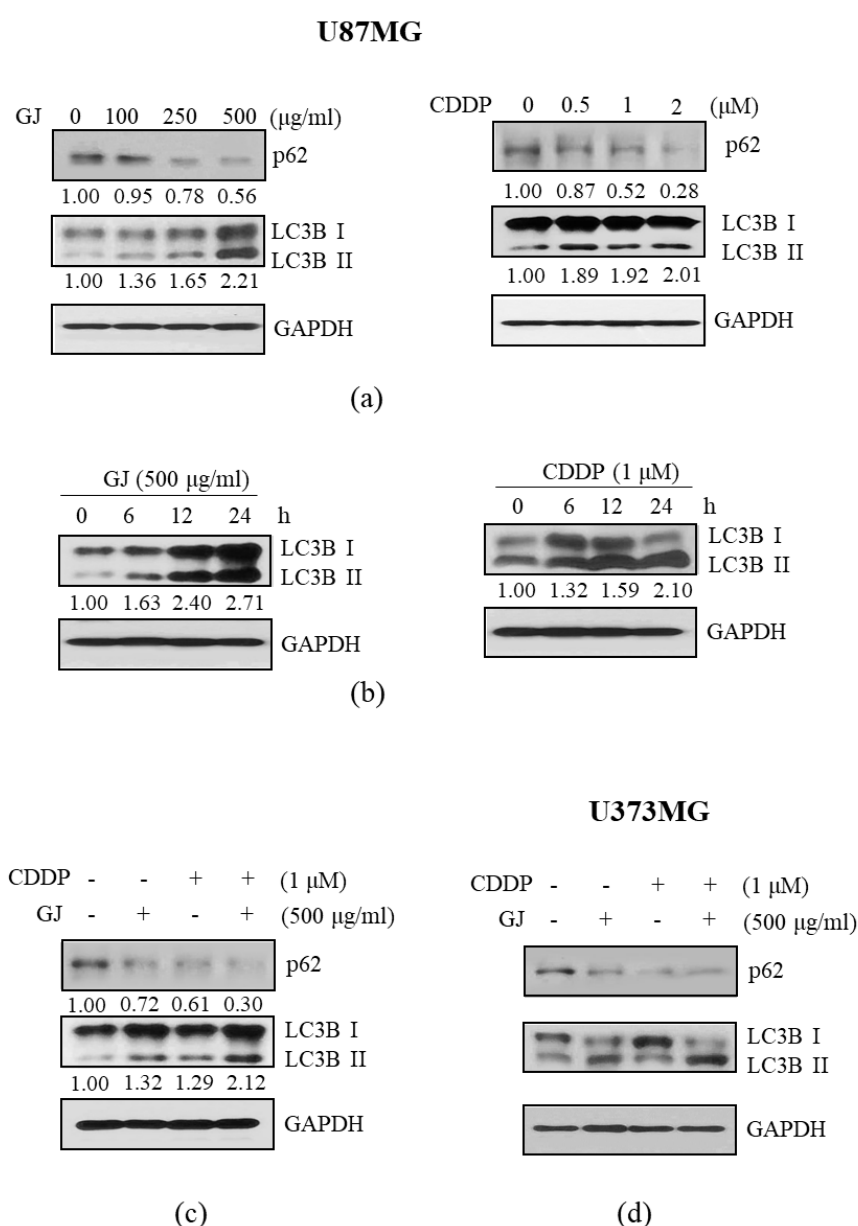 U87MG
GJ 0 100 250 500 (μg/ml)
p62
1.00 0.95 0.78 0.56
LC3B I
LC3B II
1.00 1.36 1.65 2.21
GAPDH
CDDP 0 0.5 1 2 (μM)
p62
1.00 0.87 0.52 0.28
LC3B I
LC3B II
1.00 1.89 1.92 2.01
GAPDH
(a)
GJ (500 μg/ml)
0 6 12 24 h
LC3B I
LC3B II
1.00 1.63 2.40 2.71
GAPDH
CDDP (1 μM)
0 6 12 24 h
LC3B I
LC3B II
1.00 1.32 1.59 2.10
GAPDH
(b)
CDDP - - + + (1 μM)
GJ - + - + (500 μg/ml)
p62
1.00 0.72 0.61 0.30
LC3B I
LC3B II
1.00 1.32 1.29 2.12
GAPDH
(c)
U373MG
CDDP - - + + (1 μM)
GJ - + - + (500 μg/ml)
p62
LC3B I
LC3B II
GAPDH
(d)